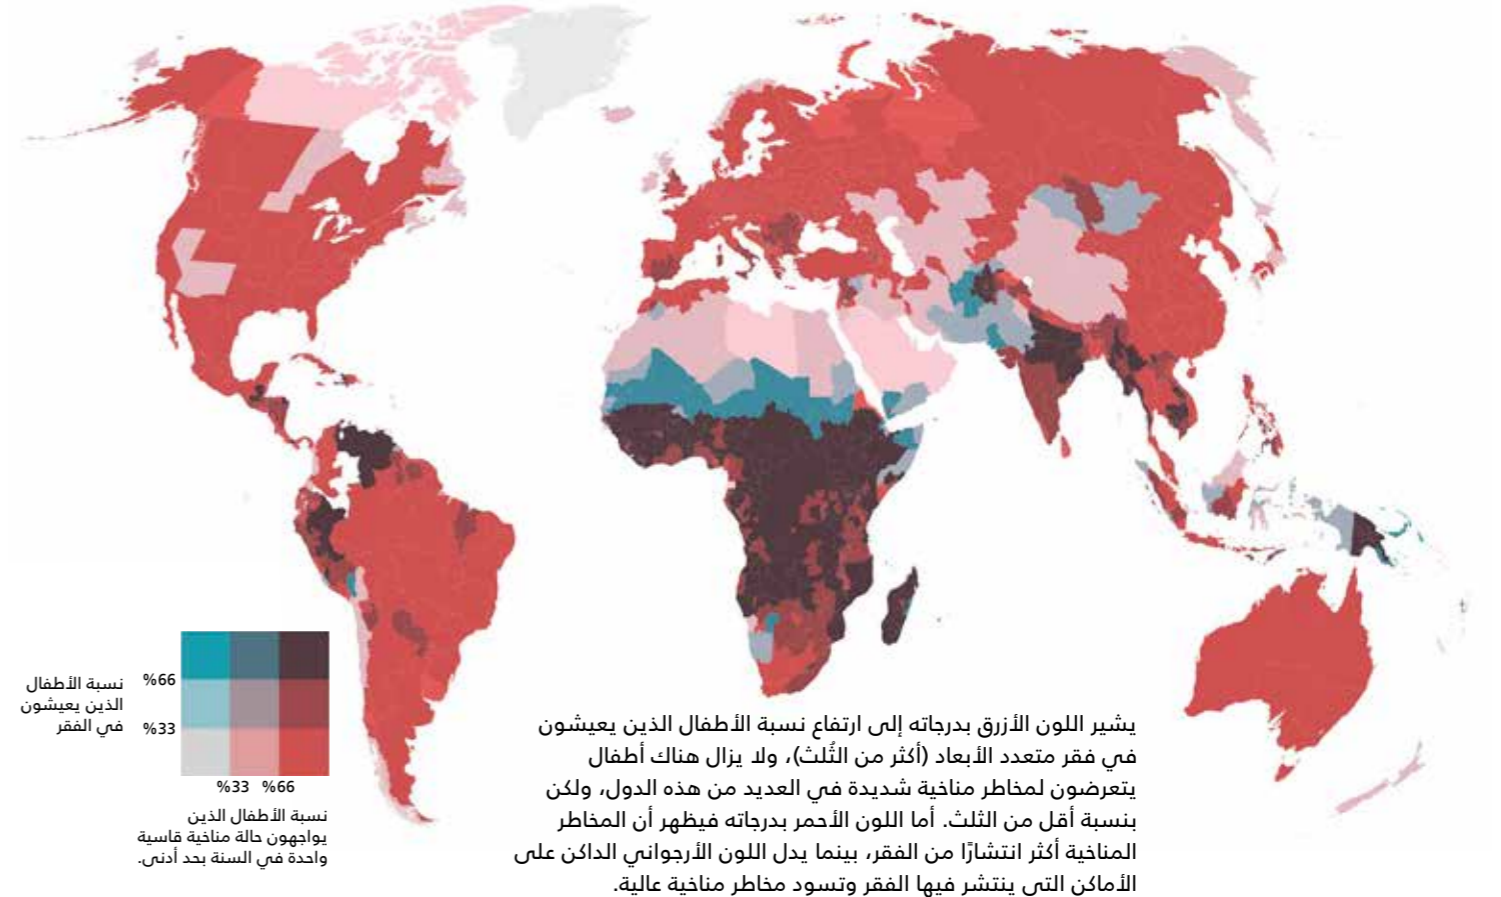 %66
%33
نسبة الأطفال
الذين يعيشون
في الفقر
%33 %66
نسبة الأطفال الذين
يواجهون حالة مناخية قاسية
واحدة في السنة بحد أدنى.
يشير اللون الأزرق بدرجاته إلى ارتفاع نسبة الأطفال الذين يعيشون
في فقر متعدد الأبعاد (أكثر من الثُلث)، ولا يزال هناك أطفال
يتعرضون لمخاطر مناخية شديدة في العديد من هذه الدول، ولكن
بنسبة أقل من الثلث. أما اللون الأحمر بدرجاته فيظهر أن المخاطر
المناخية أكثر انتشارًا من الفقر، بينما يدل اللون الأرجواني الداكن على
الأماكن التي ينتشر فيها الفقر وتسود مخاطر مناخية عالية.